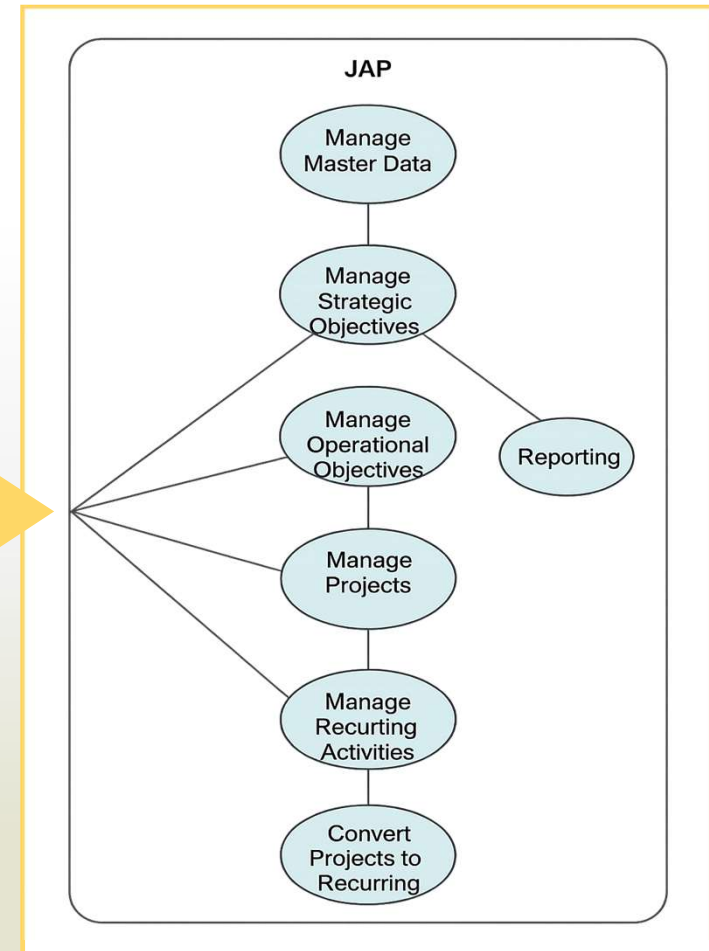 JAP
Manage
Master Data
Manage
Strategic
Objectives
Manage
Operational
Objectives
Reporting
Manage
Projects
Manage
Recurting
Activities
Convert
Projects to
Recurring